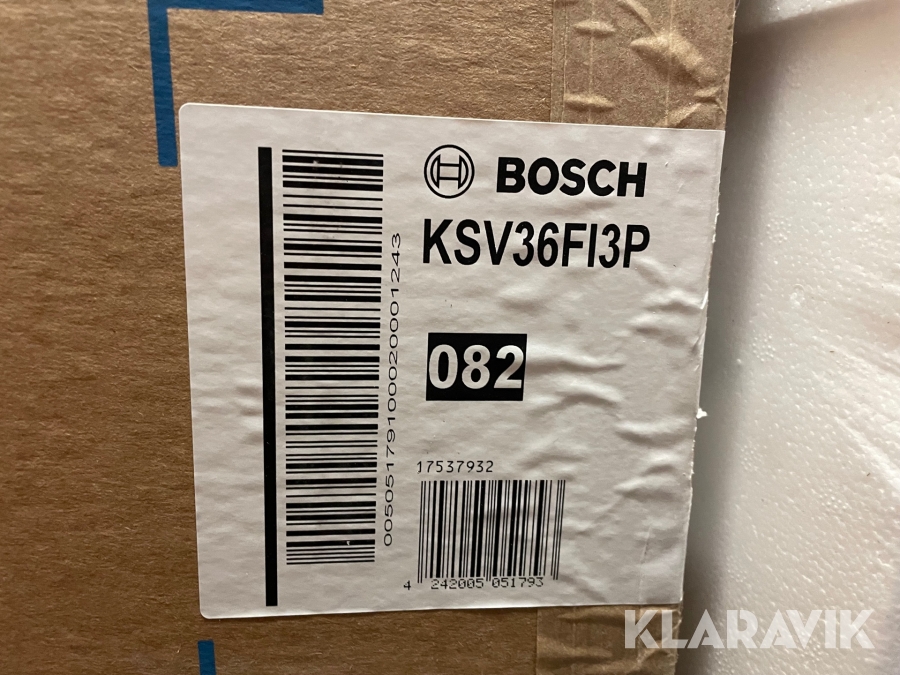 BOSCH
KSV36FI3P
082
00505179100020001243
17537932
4 242005 051793
KLARAVIK